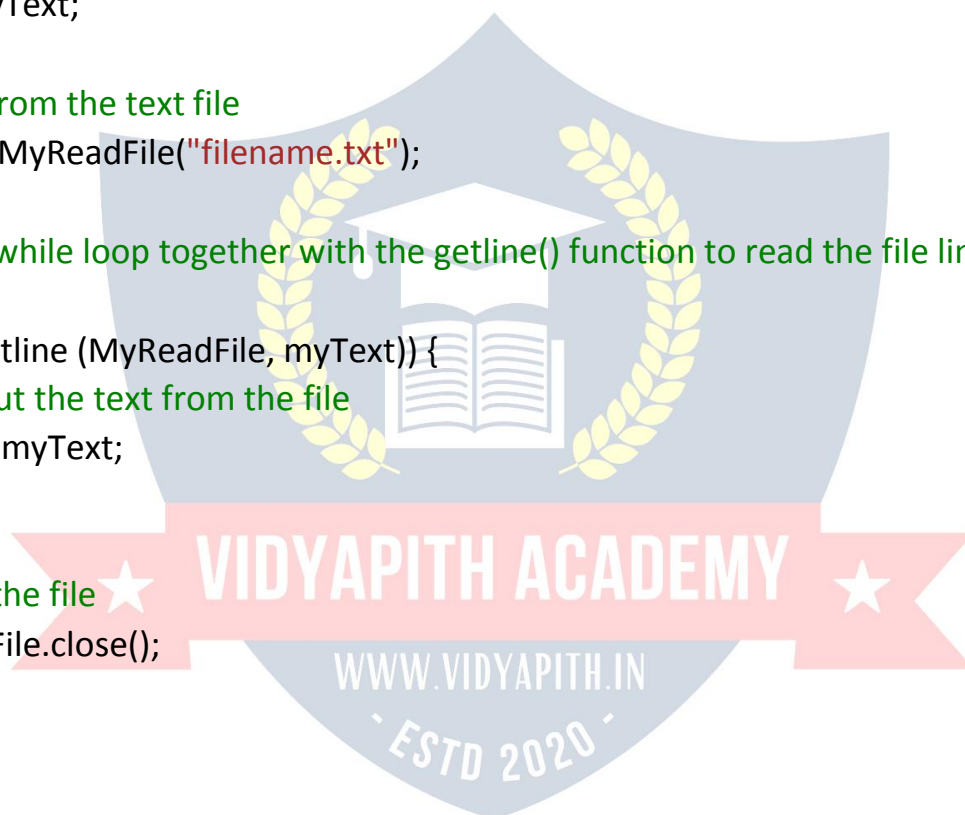 yText;
rom the text file
MyReadFile("filename.txt");
while loop together with the getline() function to read the file lin
tline (MyReadFile, myText)) {
ut the text from the file
myText;
the file
File.close();
VIDYAPITH ACADEMY
WWW.VIDYAPITH.IN
- ESTD 2020 -